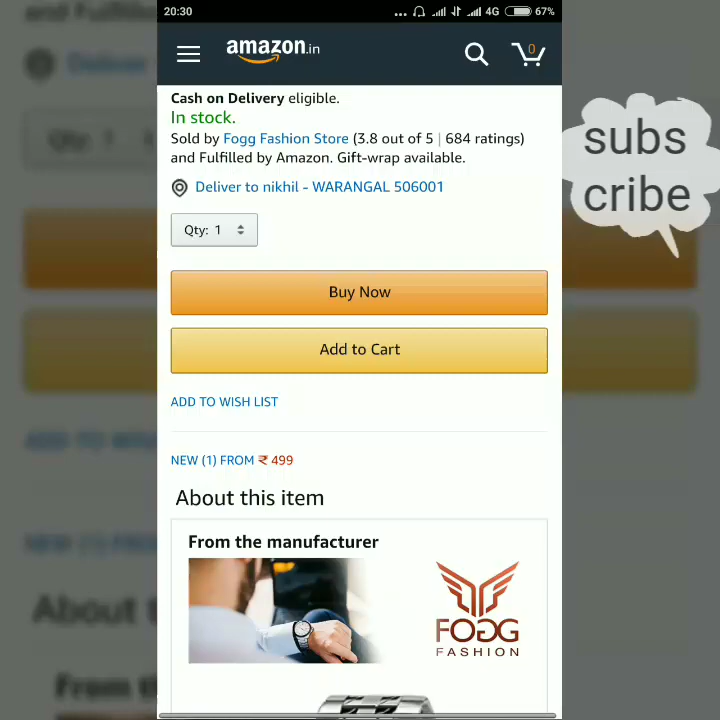 20:30
... 4G 67%
amazon.in
0
Cash on Delivery eligible.
In stock.
Sold by Fogg Fashion Store (3.8 out of 5 | 684 ratings)
and Fulfilled by Amazon. Gift-wrap available.
Deliver to nikhil - WARANGAL 506001
Qty: 1
Buy Now
Add to Cart
ADD TO WISH LIST
NEW (1) FROM ₹ 499
About this item
From the manufacturer
FOGG
FASHION
subs
cribe